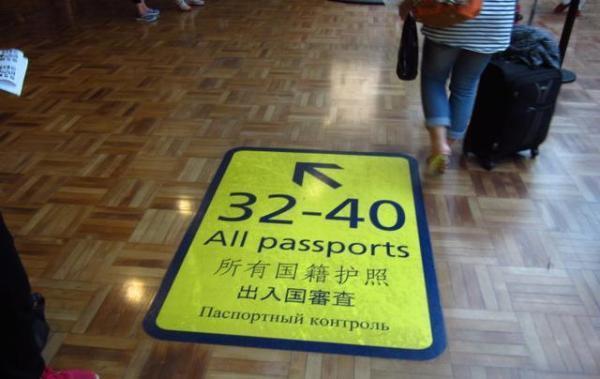 32-40
All passports
所有国籍护照
出入国審査
Паспортный контроль